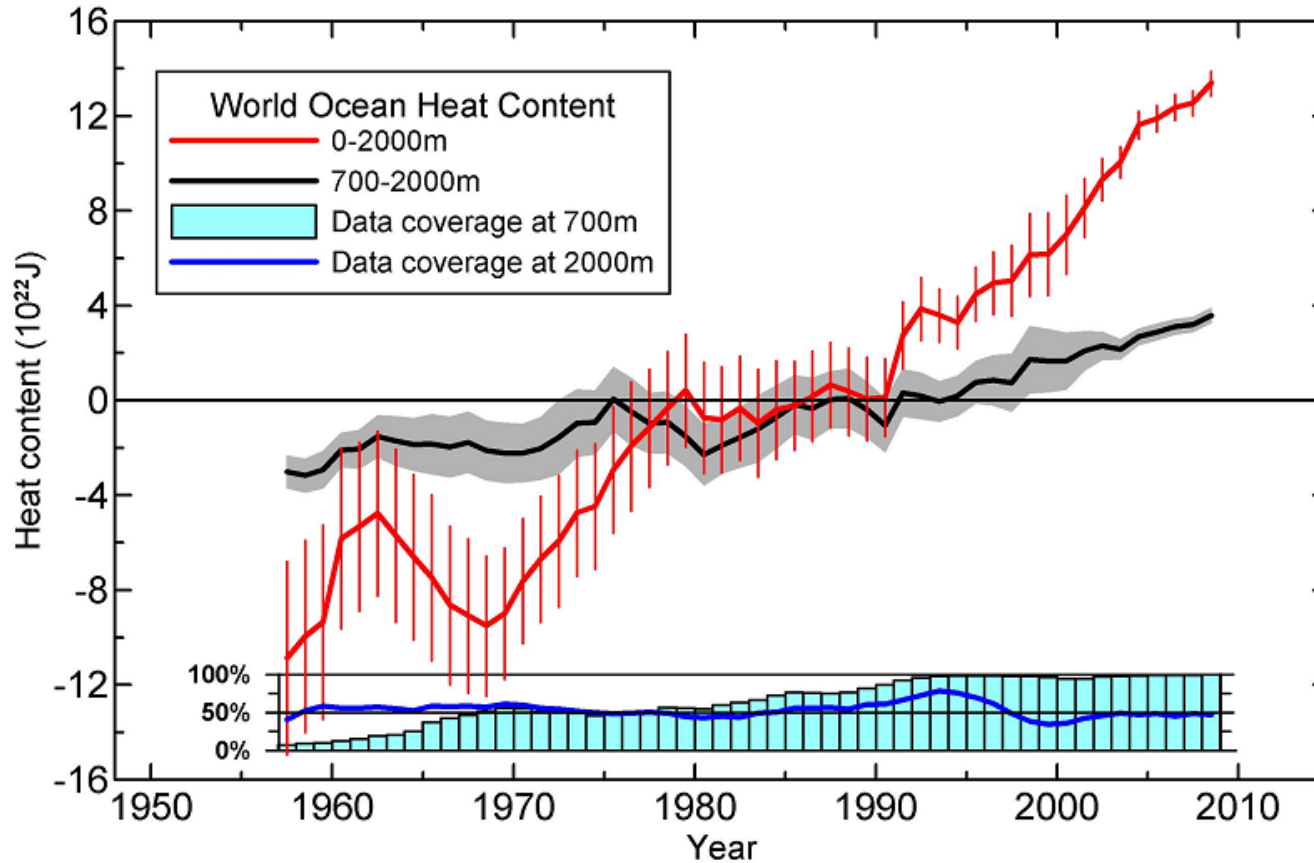 World Ocean Heat Content
0-2000m
700-2000m
Data coverage at 700m
Data coverage at 2000m
Heat content (10²²J)
16
12
8
4
0
-4
-8
-12
-16
100%
50%
0%
1950 1960 1970 1980 1990 2000 2010
Year